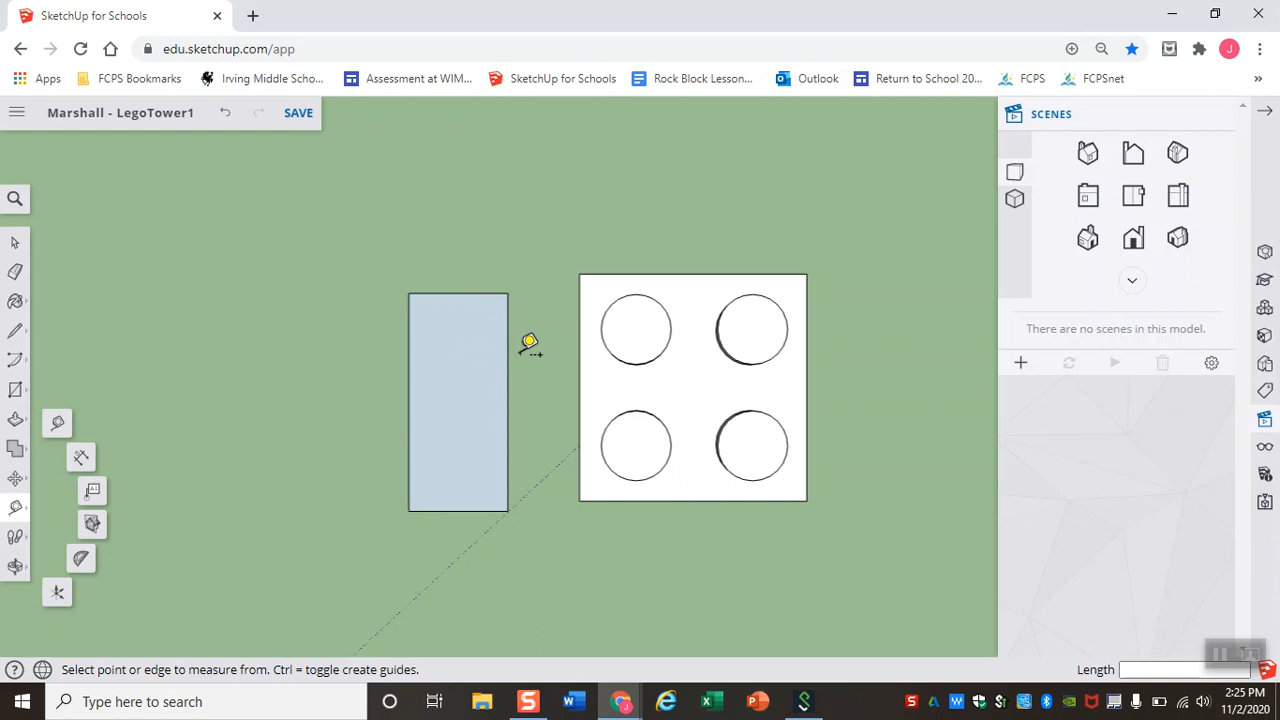 SketchUp for Schools
edu.sketchup.com/app
J
Apps
FCPS Bookmarks
Irving Middle Scho...
Assessment at WIM...
SketchUp for Schools
Rock Block Lesson...
Outlook
Return to School 20...
FCPS
FCPSnet
»
Marshall - LegoTower1
SAVE
SCENES
There are no scenes in this model.
Select point or edge to measure from. Ctrl = toggle create guides.
Length
Type here to search
2:25 PM
11/2/2020